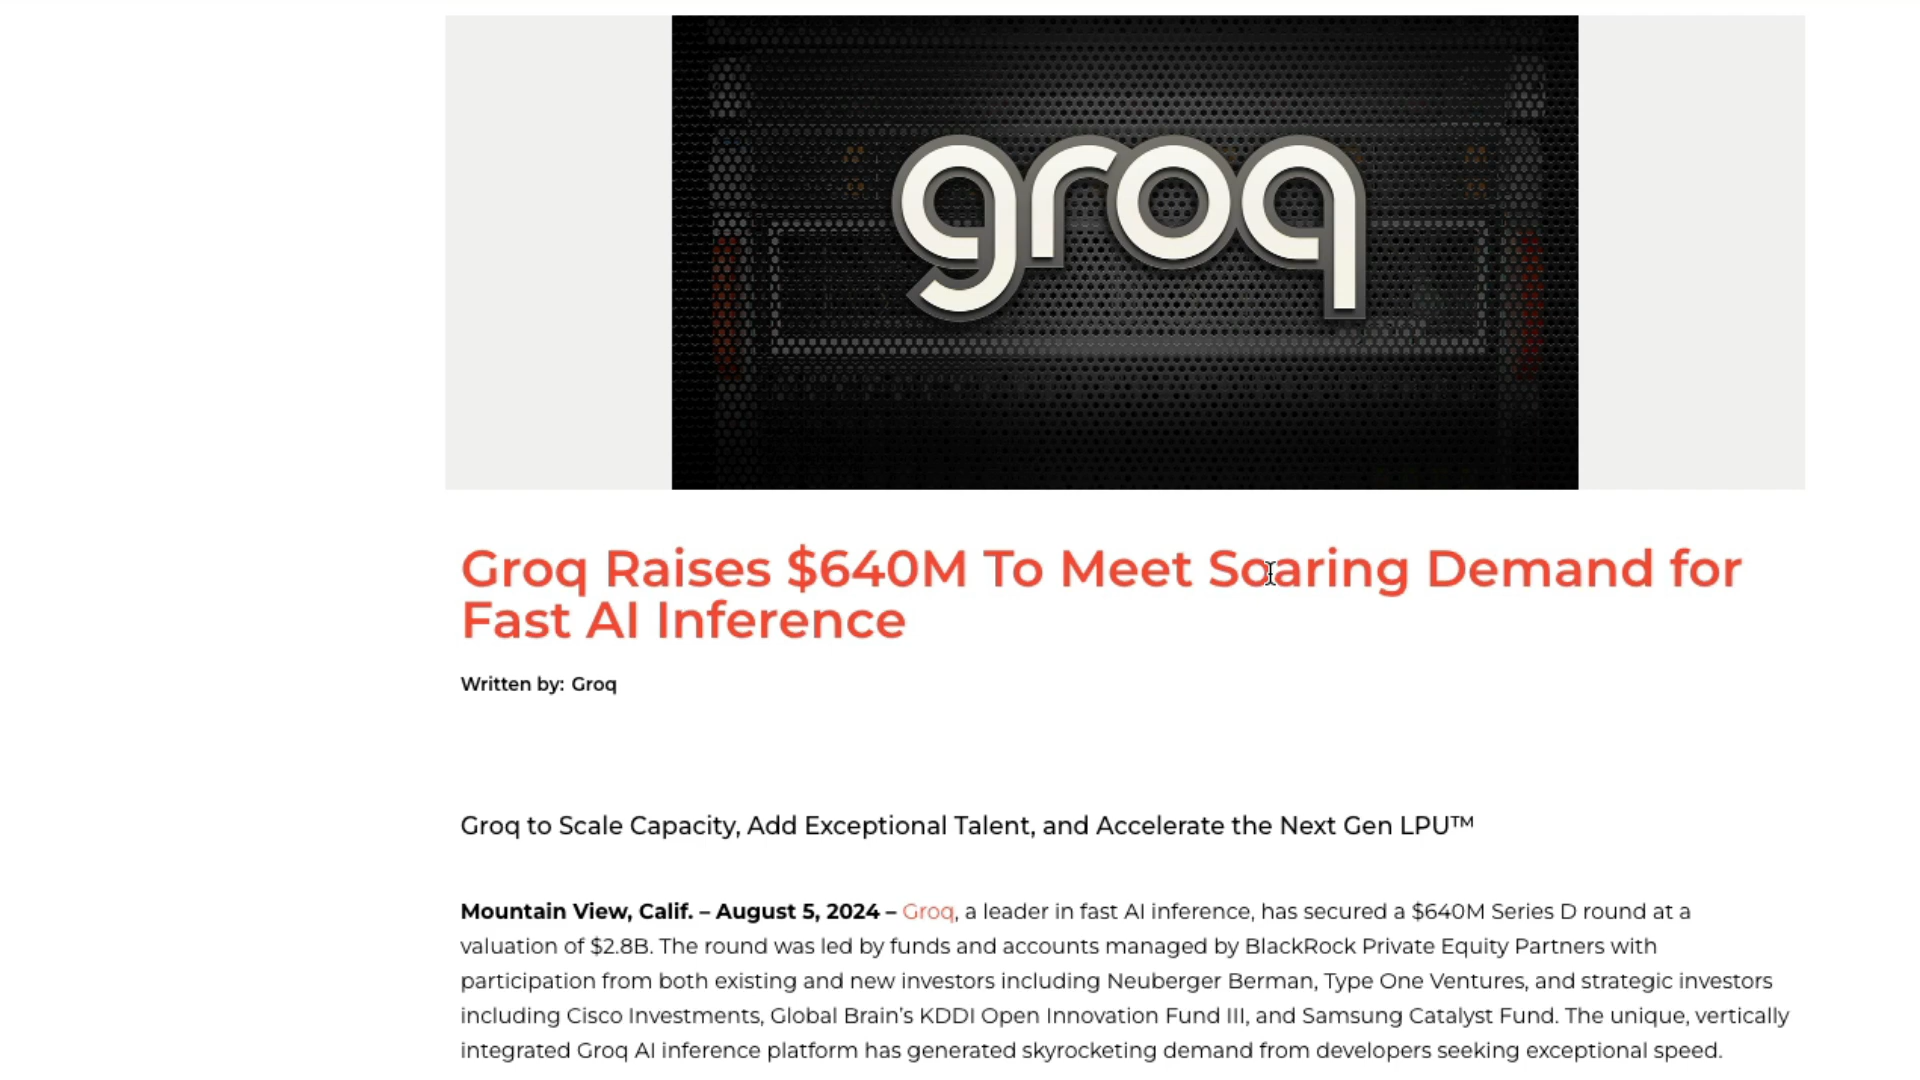 groq
Groq Raises $640M To Meet Soaring Demand for
Fast AI Inference
Written by: Groq
Groq to Scale Capacity, Add Exceptional Talent, and Accelerate the Next Gen LPU™
Mountain View, Calif. – August 5, 2024 – Groq, a leader in fast AI inference, has secured a $640M Series D round at a
valuation of $2.8B. The round was led by funds and accounts managed by BlackRock Private Equity Partners with
participation from both existing and new investors including Neuberger Berman, Type One Ventures, and strategic investors
including Cisco Investments, Global Brain’s KDDI Open Innovation Fund III, and Samsung Catalyst Fund. The unique, vertically
integrated Groq AI inference platform has generated skyrocketing demand from developers seeking exceptional speed.